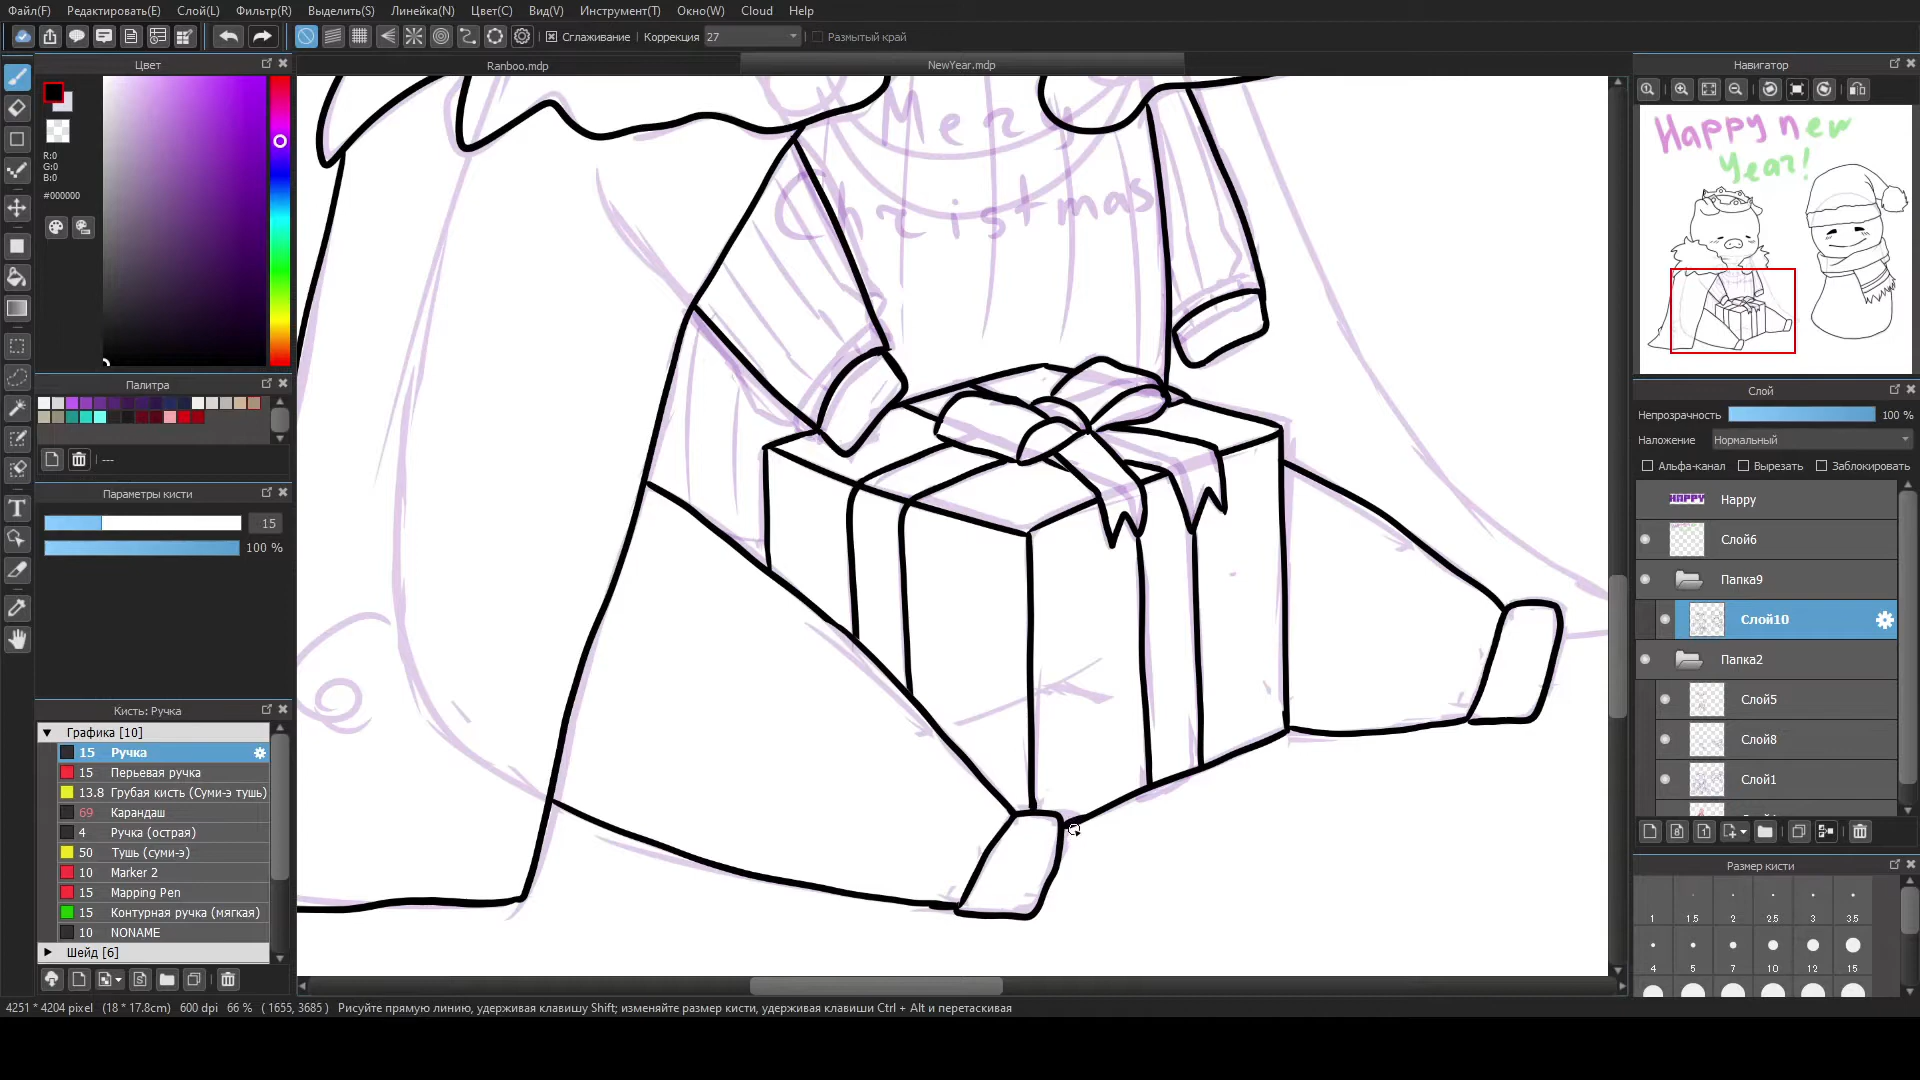 Файл(F) Редактировать(E) Слой(L) Фильтр(R) Выделить(S) Линейка(N) Цвет(C) Вид(V) Инструмент(T) Окно(W) Cloud Help
Сглаживание Коррекция 27 Размытый край
Цвет
R:0
G:0
B:0
#000000
Палитра
---
Параметры кисти
15
100 %
Кисть: Ручка
Графика [10]
15 Ручка
15 Перьевая ручка
13.8 Грубая кисть (Суми-э тушь)
69 Карандаш
4 Ручка (острая)
50 Тушь (суми-э)
10 Marker 2
15 Mapping Pen
15 Контурная ручка (мягкая)
10 NONAME
Шейд [6]
Ranboo.mdp NewYear.mdp
Mezy
Christmas
Навигатор
Happy new
Year!
Слой
Непрозрачность 100 %
Наложение Нормальный
Альфа-канал Вырезать Заблокировать
HAPPY Happy
Слой6
Папка9
Слой10
Папка2
Слой5
Слой8
Слой1
Размер кисти
1 1.5 2 2.5 3 3.5
4 5 7 10 12 15
4251 * 4204 pixel (18 * 17.8cm) 600 dpi 66 % ( 1655, 3685 ) Рисуйте прямую линию, удерживая клавишу Shift; изменяйте размер кисти, удерживая клавиши Ctrl + Alt и перетаскивая